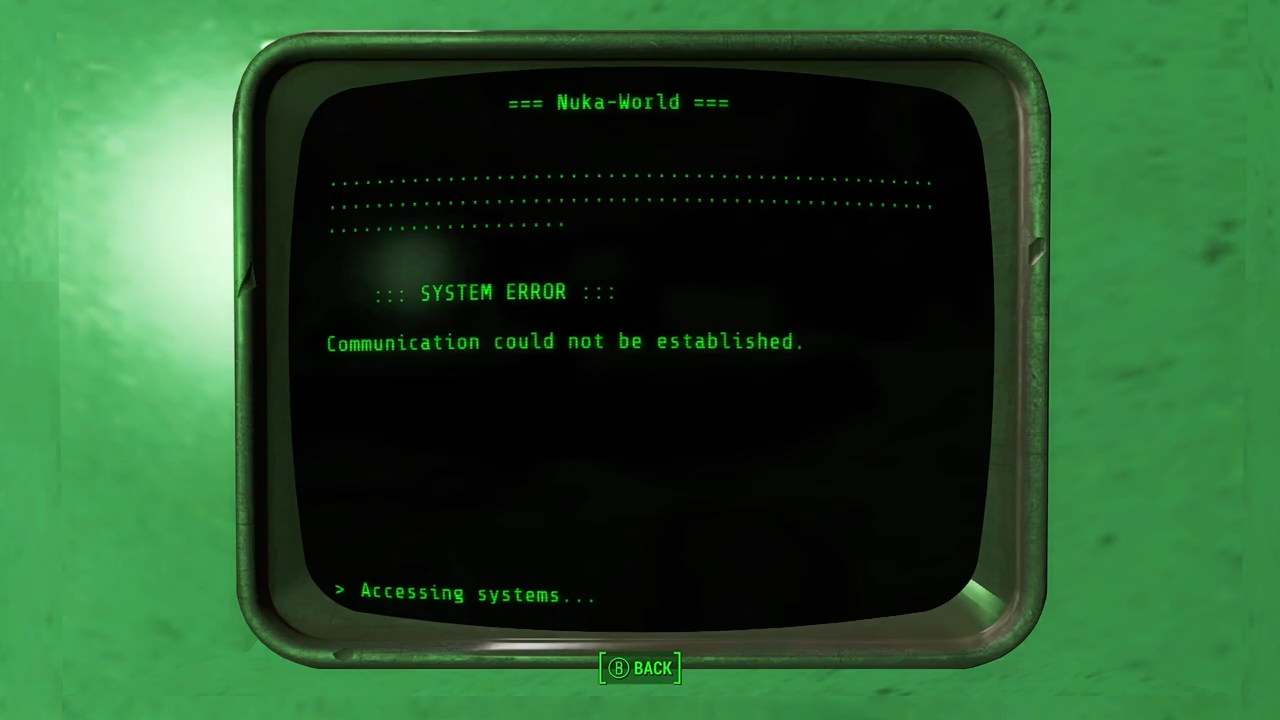 === Nuka-World ===
....................................................
....................................................
.....................
::: SYSTEM ERROR :::
Communication could not be established.
> Accessing systems...
[Ⓑ BACK]